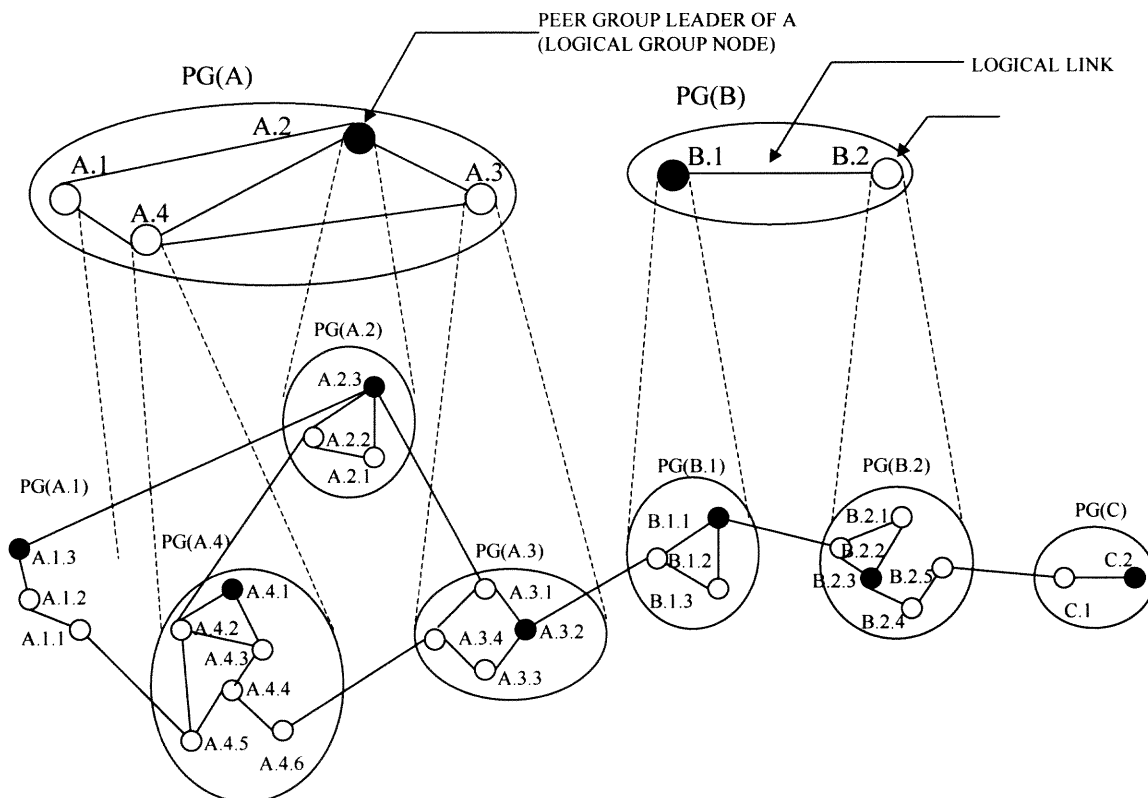 PEER GROUP LEADER OF A
(LOGICAL GROUP NODE)
LOGICAL LINK
PG(A)
PG(B)
A.2
A.1
A.3
A.4
B.1
B.2
PG(A.2)
A.2.3
A.2.2
A.2.1
PG(A.1)
PG(A.4)
PG(A.3)
PG(B.1)
PG(B.2)
PG(C)
A.1.3
A.1.2
A.1.1
A.4.1
A.4.2
A.4.3
A.4.4
A.4.5
A.4.6
A.3.1
A.3.2
A.3.4
A.3.3
B.1.1
B.1.2
B.1.3
B.2.1
B.2.2
B.2.3
B.2.5
B.2.4
C.2
C.1